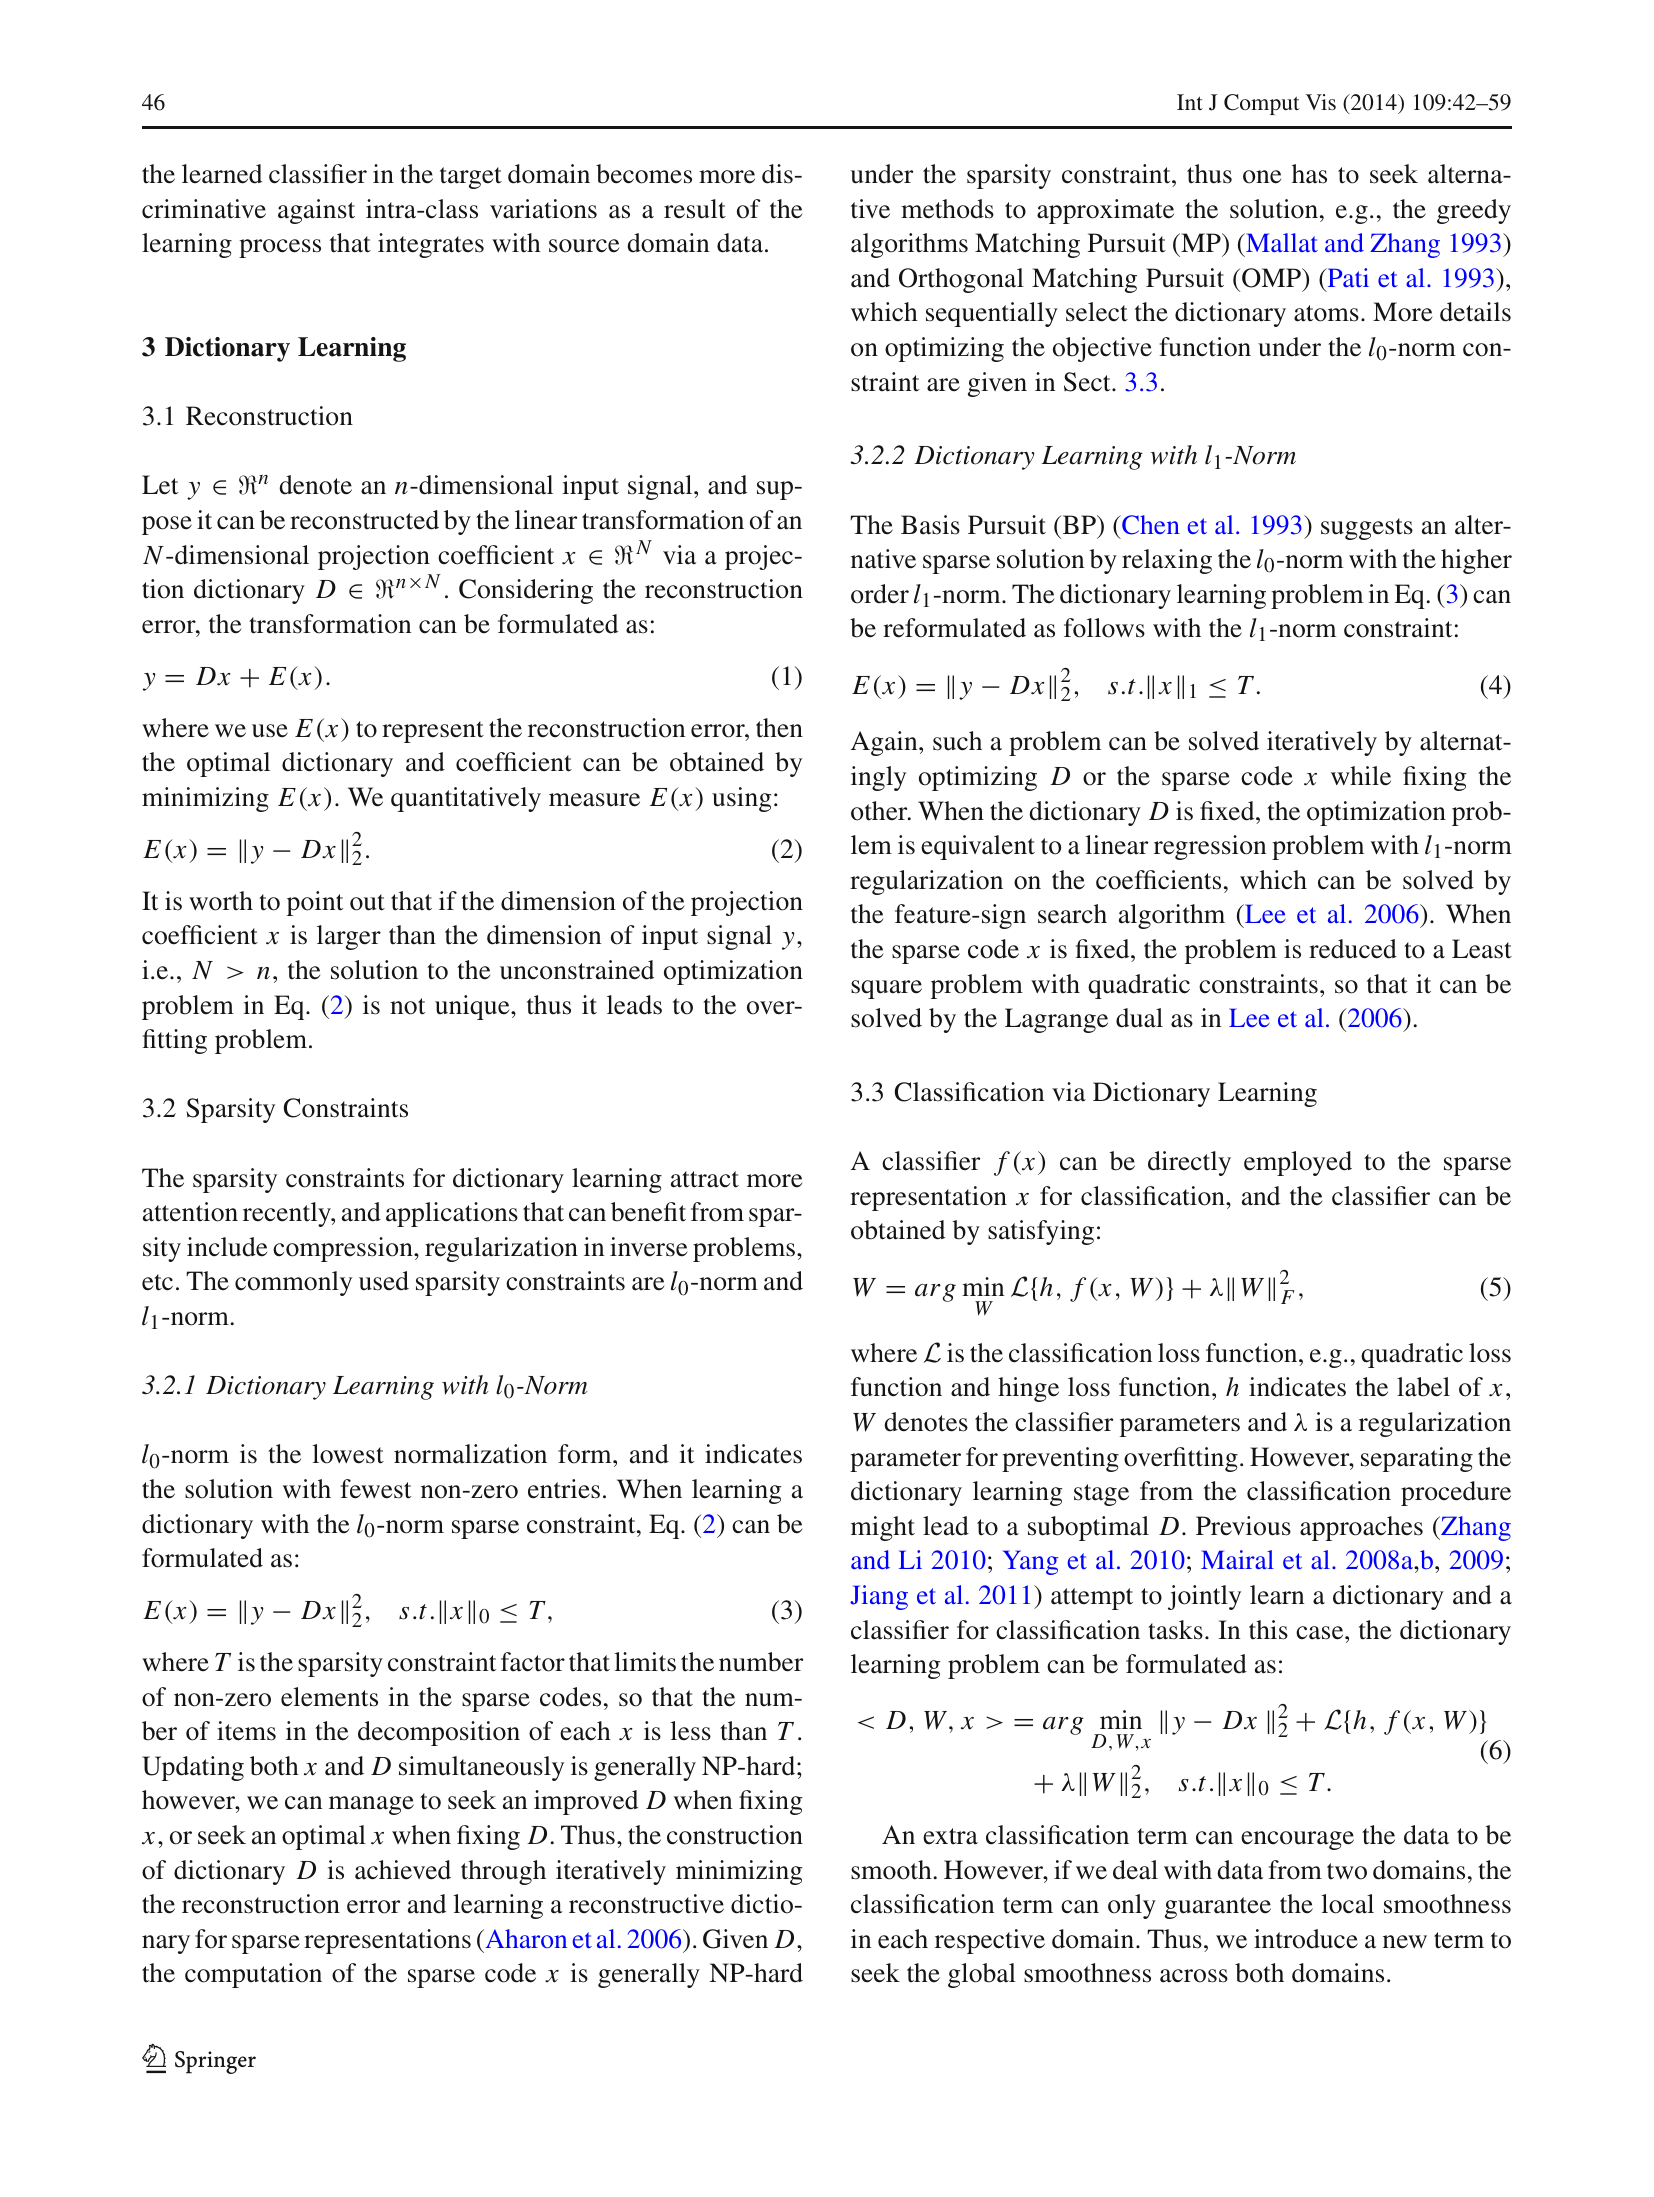 46
Int J Comput Vis (2014) 109:42–59
the learned classifier in the target domain becomes more dis-
criminative against intra-class variations as a result of the
learning process that integrates with source domain data.
3 Dictionary Learning
3.1 Reconstruction
Let y ∈ ℜ^n denote an n-dimensional input signal, and sup-
pose it can be reconstructed by the linear transformation of an
N-dimensional projection coefficient x ∈ ℜ^N via a projec-
tion dictionary D ∈ ℜ^{n×N}. Considering the reconstruction
error, the transformation can be formulated as:
y = Dx + E(x). (1)
where we use E(x) to represent the reconstruction error, then
the optimal dictionary and coefficient can be obtained by
minimizing E(x). We quantitatively measure E(x) using:
E(x) = ‖y − Dx‖_2^2. (2)
It is worth to point out that if the dimension of the projection
coefficient x is larger than the dimension of input signal y,
i.e., N > n, the solution to the unconstrained optimization
problem in Eq. (2) is not unique, thus it leads to the over-
fitting problem.
3.2 Sparsity Constraints
The sparsity constraints for dictionary learning attract more
attention recently, and applications that can benefit from spar-
sity include compression, regularization in inverse problems,
etc. The commonly used sparsity constraints are l_0-norm and
l_1-norm.
3.2.1 Dictionary Learning with l_0-Norm
l_0-norm is the lowest normalization form, and it indicates
the solution with fewest non-zero entries. When learning a
dictionary with the l_0-norm sparse constraint, Eq. (2) can be
formulated as:
E(x) = ‖y − Dx‖_2^2, s.t.‖x‖_0 ≤ T, (3)
where T is the sparsity constraint factor that limits the number
of non-zero elements in the sparse codes, so that the num-
ber of items in the decomposition of each x is less than T.
Updating both x and D simultaneously is generally NP-hard;
however, we can manage to seek an improved D when fixing
x, or seek an optimal x when fixing D. Thus, the construction
of dictionary D is achieved through iteratively minimizing
the reconstruction error and learning a reconstructive dictio-
nary for sparse representations (Aharon et al. 2006). Given D,
the computation of the sparse code x is generally NP-hard
under the sparsity constraint, thus one has to seek alterna-
tive methods to approximate the solution, e.g., the greedy
algorithms Matching Pursuit (MP) (Mallat and Zhang 1993)
and Orthogonal Matching Pursuit (OMP) (Pati et al. 1993),
which sequentially select the dictionary atoms. More details
on optimizing the objective function under the l_0-norm con-
straint are given in Sect. 3.3.
3.2.2 Dictionary Learning with l_1-Norm
The Basis Pursuit (BP) (Chen et al. 1993) suggests an alter-
native sparse solution by relaxing the l_0-norm with the higher
order l_1-norm. The dictionary learning problem in Eq. (3) can
be reformulated as follows with the l_1-norm constraint:
E(x) = ‖y − Dx‖_2^2, s.t.‖x‖_1 ≤ T. (4)
Again, such a problem can be solved iteratively by alternat-
ingly optimizing D or the sparse code x while fixing the
other. When the dictionary D is fixed, the optimization prob-
lem is equivalent to a linear regression problem with l_1-norm
regularization on the coefficients, which can be solved by
the feature-sign search algorithm (Lee et al. 2006). When
the sparse code x is fixed, the problem is reduced to a Least
square problem with quadratic constraints, so that it can be
solved by the Lagrange dual as in Lee et al. (2006).
3.3 Classification via Dictionary Learning
A classifier f(x) can be directly employed to the sparse
representation x for classification, and the classifier can be
obtained by satisfying:
W = arg min_W ℒ{h, f(x, W)} + λ‖W‖_F^2, (5)
where ℒ is the classification loss function, e.g., quadratic loss
function and hinge loss function, h indicates the label of x,
W denotes the classifier parameters and λ is a regularization
parameter for preventing overfitting. However, separating the
dictionary learning stage from the classification procedure
might lead to a suboptimal D. Previous approaches (Zhang
and Li 2010; Yang et al. 2010; Mairal et al. 2008a,b, 2009;
Jiang et al. 2011) attempt to jointly learn a dictionary and a
classifier for classification tasks. In this case, the dictionary
learning problem can be formulated as:
< D, W, x > = arg min_{D,W,x} ‖y − Dx‖_2^2 + ℒ{h, f(x, W)}
+ λ‖W‖_2^2, s.t.‖x‖_0 ≤ T. (6)
An extra classification term can encourage the data to be
smooth. However, if we deal with data from two domains, the
classification term can only guarantee the local smoothness
in each respective domain. Thus, we introduce a new term to
seek the global smoothness across both domains.
Springer